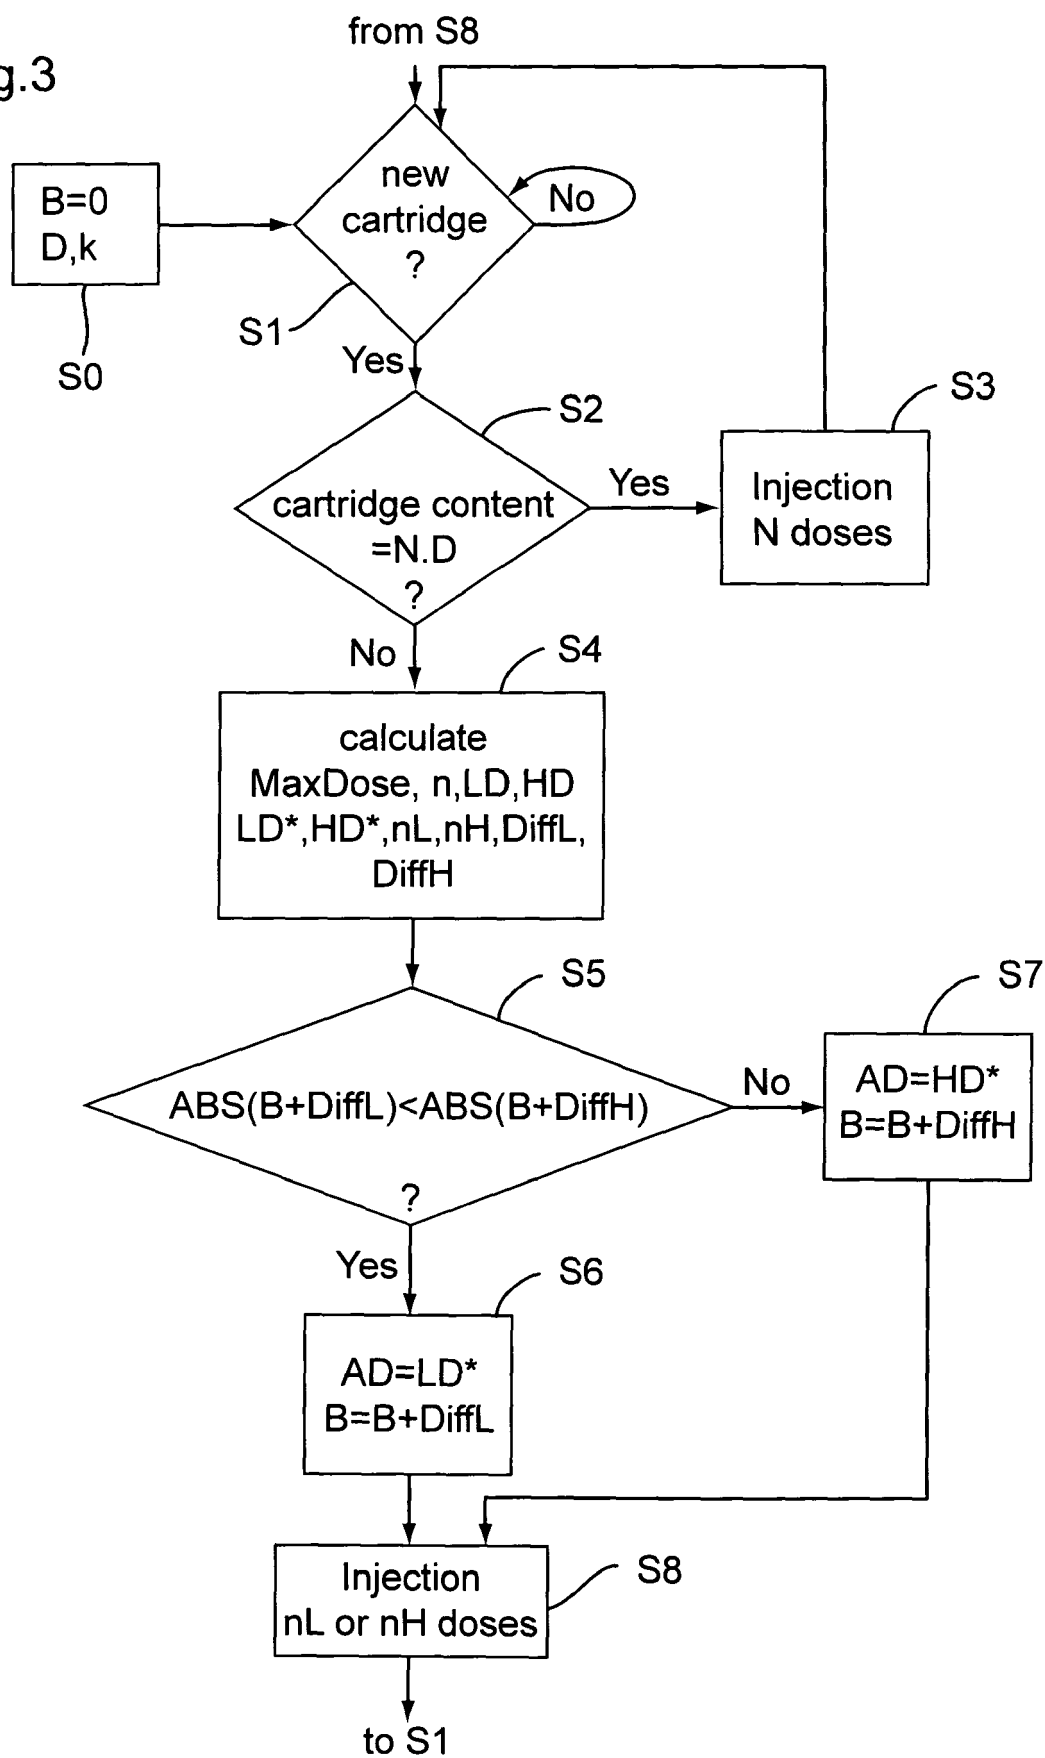 from S8
g.3
B=0
D,k
S0
new
cartridge
?
No
S1
Yes
S2
cartridge content
=N.D
?
Yes
S3
Injection
N doses
No
S4
calculate
MaxDose, n,LD,HD
LD*,HD*,nL,nH,DiffL,
DiffH
S5
ABS(B+DiffL)<ABS(B+DiffH)
?
No
S7
AD=HD*
B=B+DiffH
Yes
S6
AD=LD*
B=B+DiffL
Injection
nL or nH doses
S8
to S1